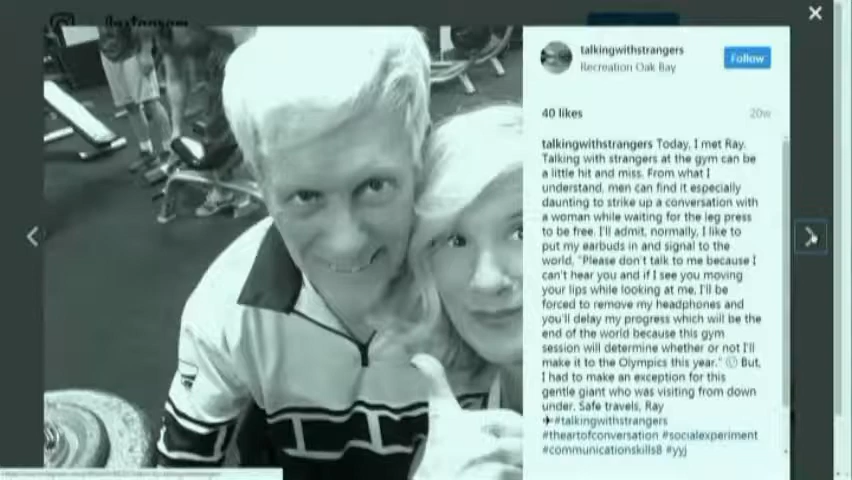 Instagram
talkingwithstrangers
Recreation Oak Bay
Follow
40 likes
20w
talkingwithstrangers Today, I met Ray.
Talking with strangers at the gym can be
a little hit and miss. From what I
understand, men can find it especially
daunting to strike up a conversation with
a woman while waiting for the leg press
to be free. I'll admit, normally, I like to
put my earbuds in and signal to the
world, "Please don't talk to me because I
can't hear you and if I see you moving
your lips while looking at me, I'll be
forced to remove my headphones and
you'll delay my progress which will be the
end of the world because this gym
session will determine whether or not I'll
make it to the Olympics this year." But,
I had to make an exception for this
gentle giant who was visiting from down
under. Safe travels, Ray
✈#talkingwithstrangers
#theartofconversation #socialexperiment
#communicationskills8 #yyj